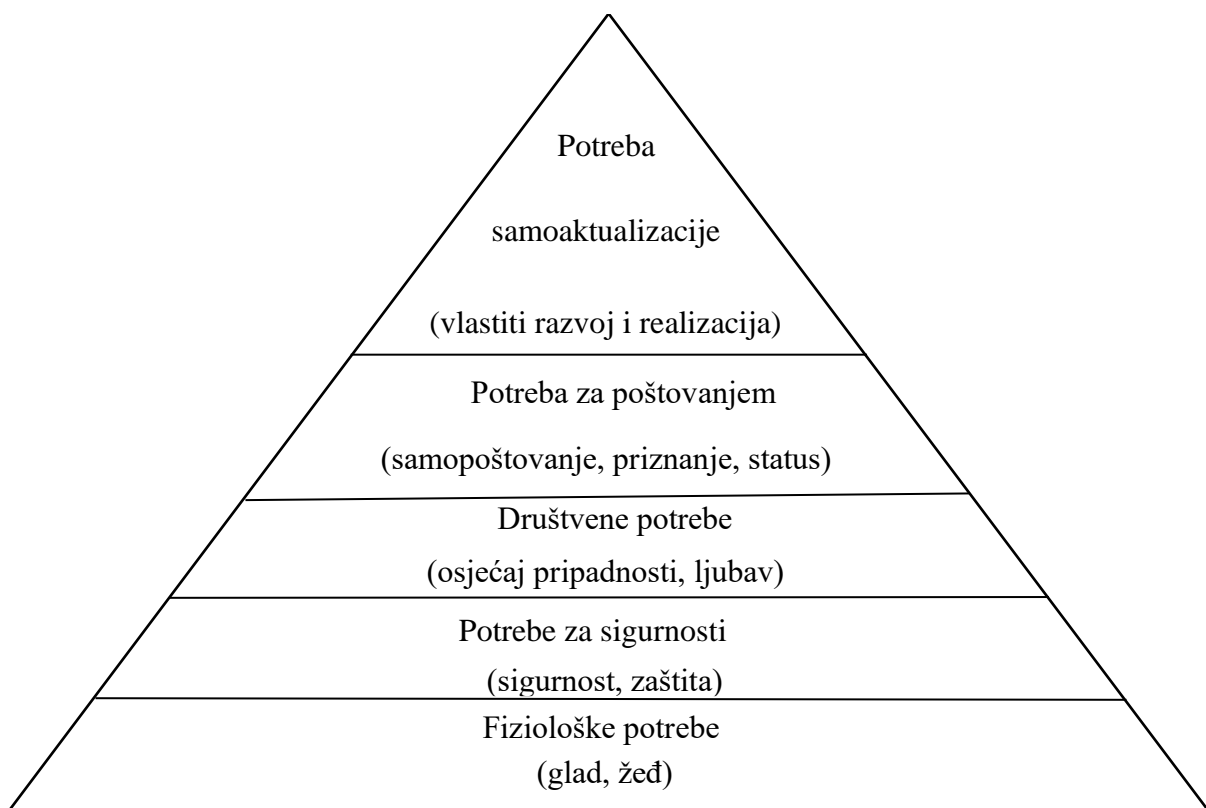 Potreba
samoaktualizacije
(vlastiti razvoj i realizacija)
Potreba za poštovanjem
(samopoštovanje, priznanje, status)
Društvene potrebe
(osjećaj pripadnosti, ljubav)
Potrebe za sigurnosti
(sigurnost, zaštita)
Fiziološke potrebe
(glad, žeđ)